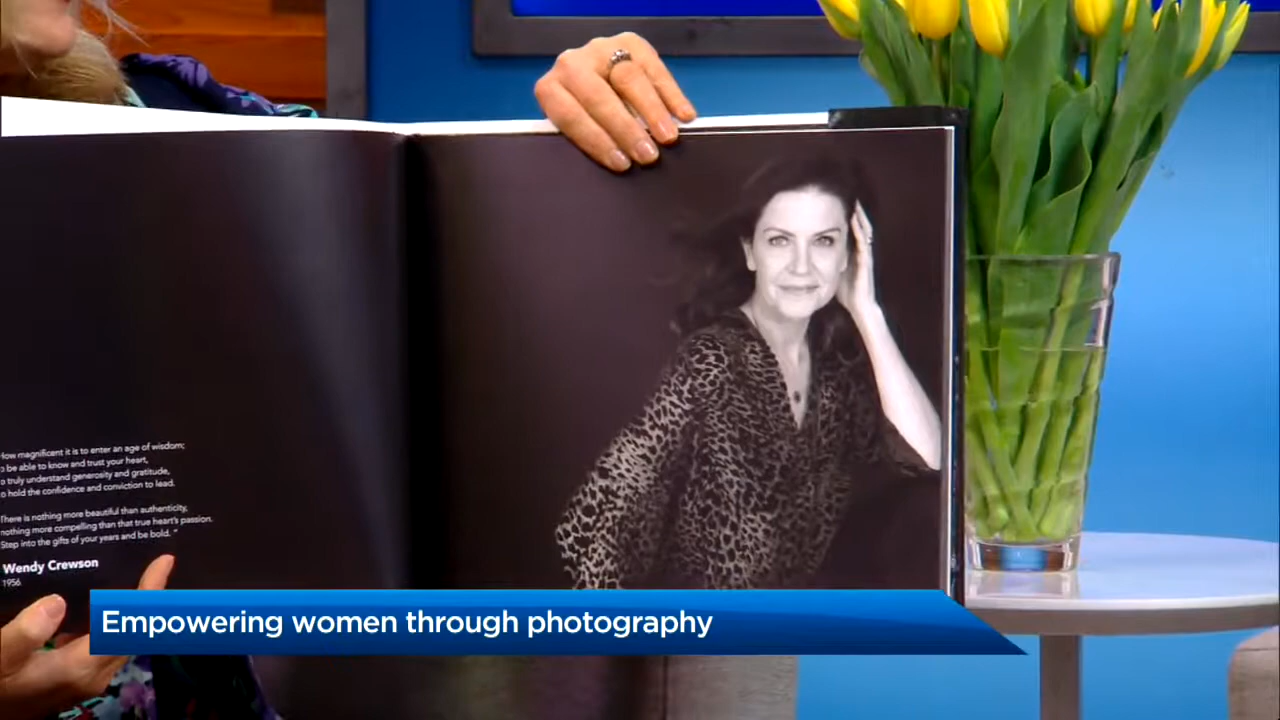 How magnificent it is to enter an age of wisdom;
o be able to know and trust your heart,
o truly understand generosity and gratitude,
o hold the confidence and conviction to lead.
There is nothing more beautiful than authenticity,
nothing more compelling than that true heart's passion.
Step into the gifts of your years and be bold. "
Wendy Crewson
1956
Empowering women through photography